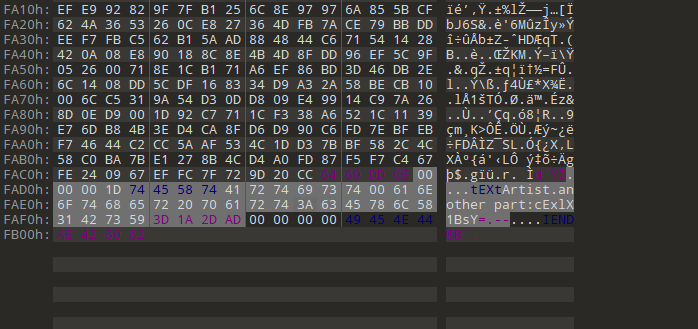 FA10h: EF E9 92 82 9F 7F B1 25 6C 8E 97 97 6A 85 5B CF ïé’‚Ÿ.±%lŽ——j…[Ï
FA20h: 62 4A 36 53 26 0C E8 27 36 4D FB 7A CE 79 BB DD bJ6S&.è'6MûzÎy»Ý
FA30h: EE F7 FB C5 62 B1 5A AD 88 48 44 C6 71 54 14 28 î÷ûÅb±Z-ˆHDÆqT.(
FA40h: 42 0A 08 E8 90 18 8C 8E 4B 4D 8F DD 96 EF 5C 9F B..è..ŒŽKM.Ý–ï\Ÿ
FA50h: 05 26 00 71 8E 1C B1 71 A6 EF 86 BD 3D 46 DB 2E .&.qŽ.±q¦ï†½=FÛ.
FA60h: 6C 14 08 DD 5C DF 16 83 34 D9 A3 2A 58 BE CB 10 l..Ý\ß.ƒ4Ù£*X¾Ë.
FA70h: 00 6C C5 31 9A 54 D3 0D D8 09 E4 99 14 C9 7A 26 .lÅ1šTÓ.Ø.ä™.Éz&
FA80h: 8D 0E D9 00 1D 92 C7 71 1C F3 38 A6 52 11 1C 39 ..Ù..’Çq.ó8¦R..9
FA90h: E7 6D B8 4B 3E D4 CA 8F D6 D9 90 C6 FD 7E BF EB çm¸K>ÔÊ.ÖÙ.Æý~¿ë
FAA0h: F7 46 44 C2 CC 5A AF 53 4C 1D D3 7B BF 58 2C 4C ÷FDÂÌZ¯SL.Ó{¿X,L
FAB0h: 58 C0 BA 7B E1 27 8B 4C D4 A0 FD 87 F5 F7 C4 67 XÀº{á'‹LÔ ý‡õ÷Äg
FAC0h: FE 24 09 67 EF FC 7F 72 9D 20 CC
FAD0h: 00 00 1D 74 45 58 74 41 72 74 69 73 74 00 61 6E ...tEXtArtist.an
FAE0h: 6F 74 68 65 72 20 70 61 72 74 3A 63 45 78 6C 58 other part:cExlX
FAF0h: 31 42 73 59 3D 1A 2D AD 00 00 00 00 49 45 4E 44 1BsY=.--....IEND
FB00h: AE 42 60 82